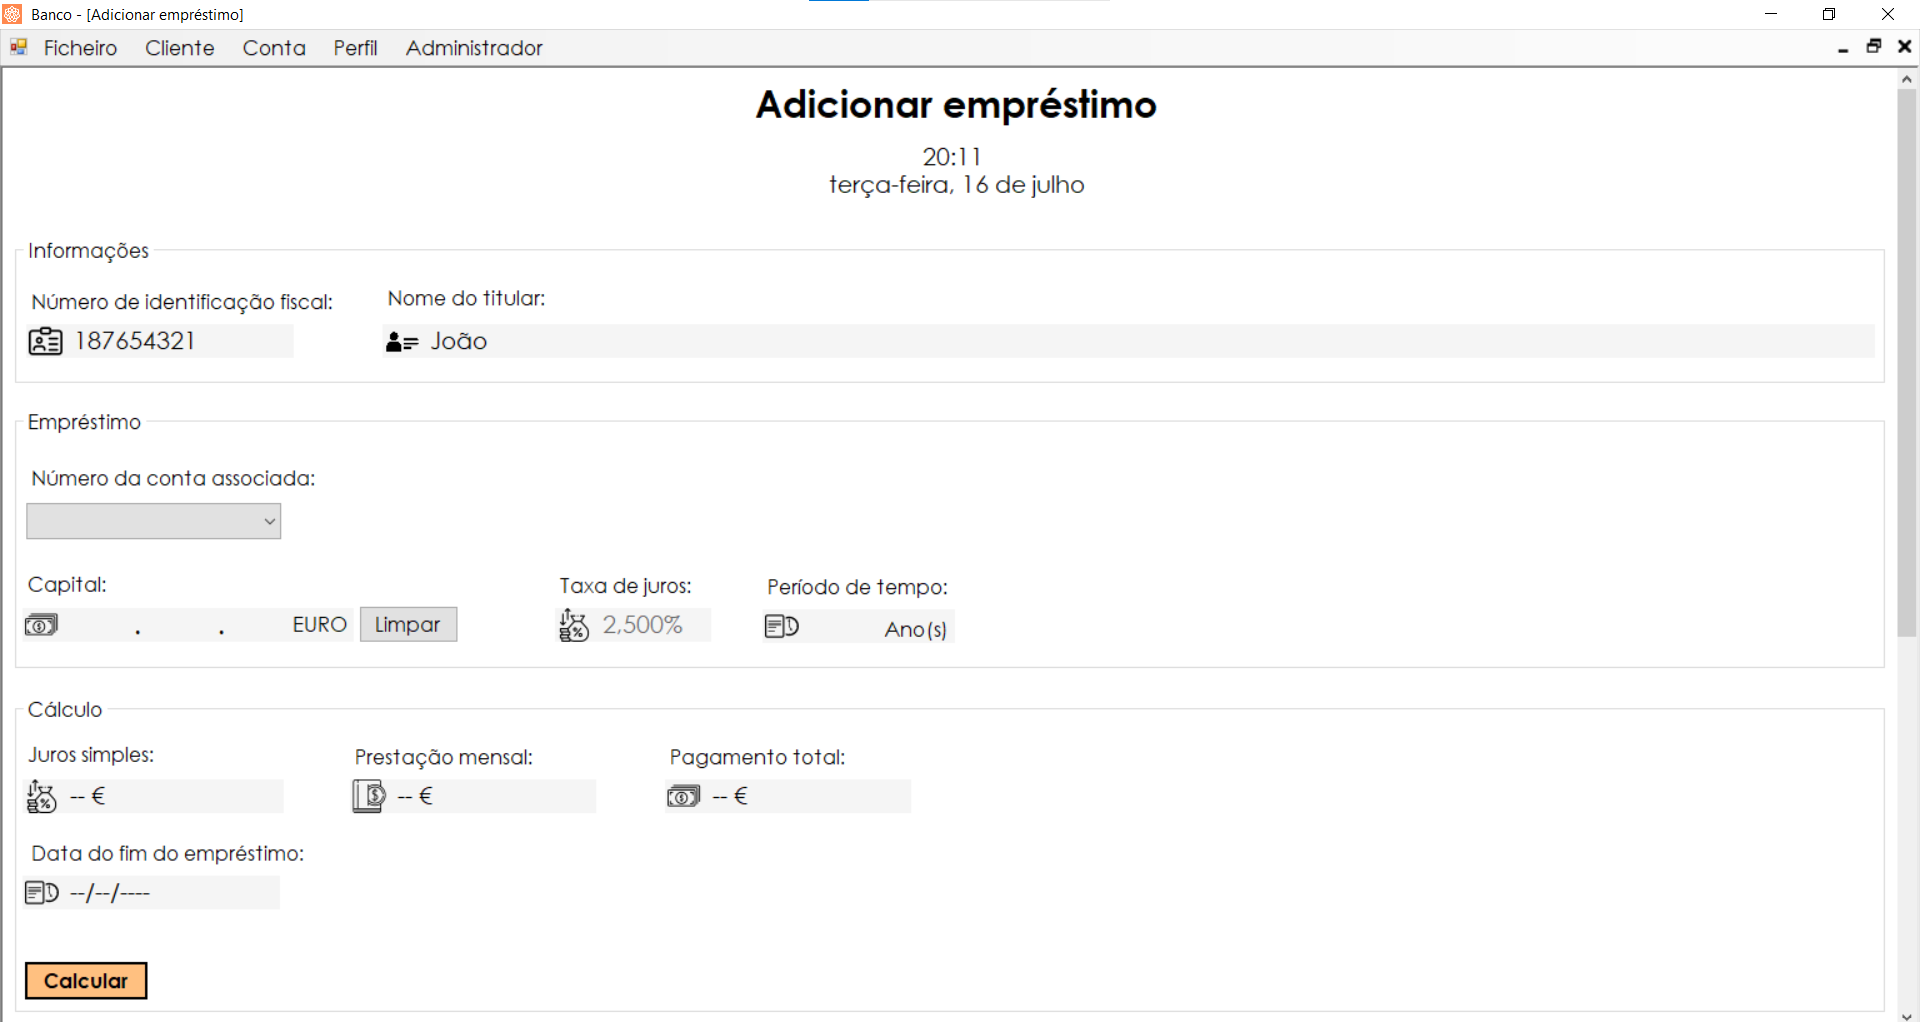 Banco - [Adicionar empréstimo]
Ficheiro Cliente Conta Perfil Administrador
Adicionar empréstimo
20:11
terça-feira, 16 de julho
Informações
Número de identificação fiscal: Nome do titular:
187654321 João
Empréstimo
Número da conta associada:
Capital: Taxa de juros: Período de tempo:
. . EURO Limpar 2,500% Ano(s)
Cálculo
Juros simples: Prestação mensal: Pagamento total:
-- € -- € -- €
Data do fim do empréstimo:
--/--/----
Calcular